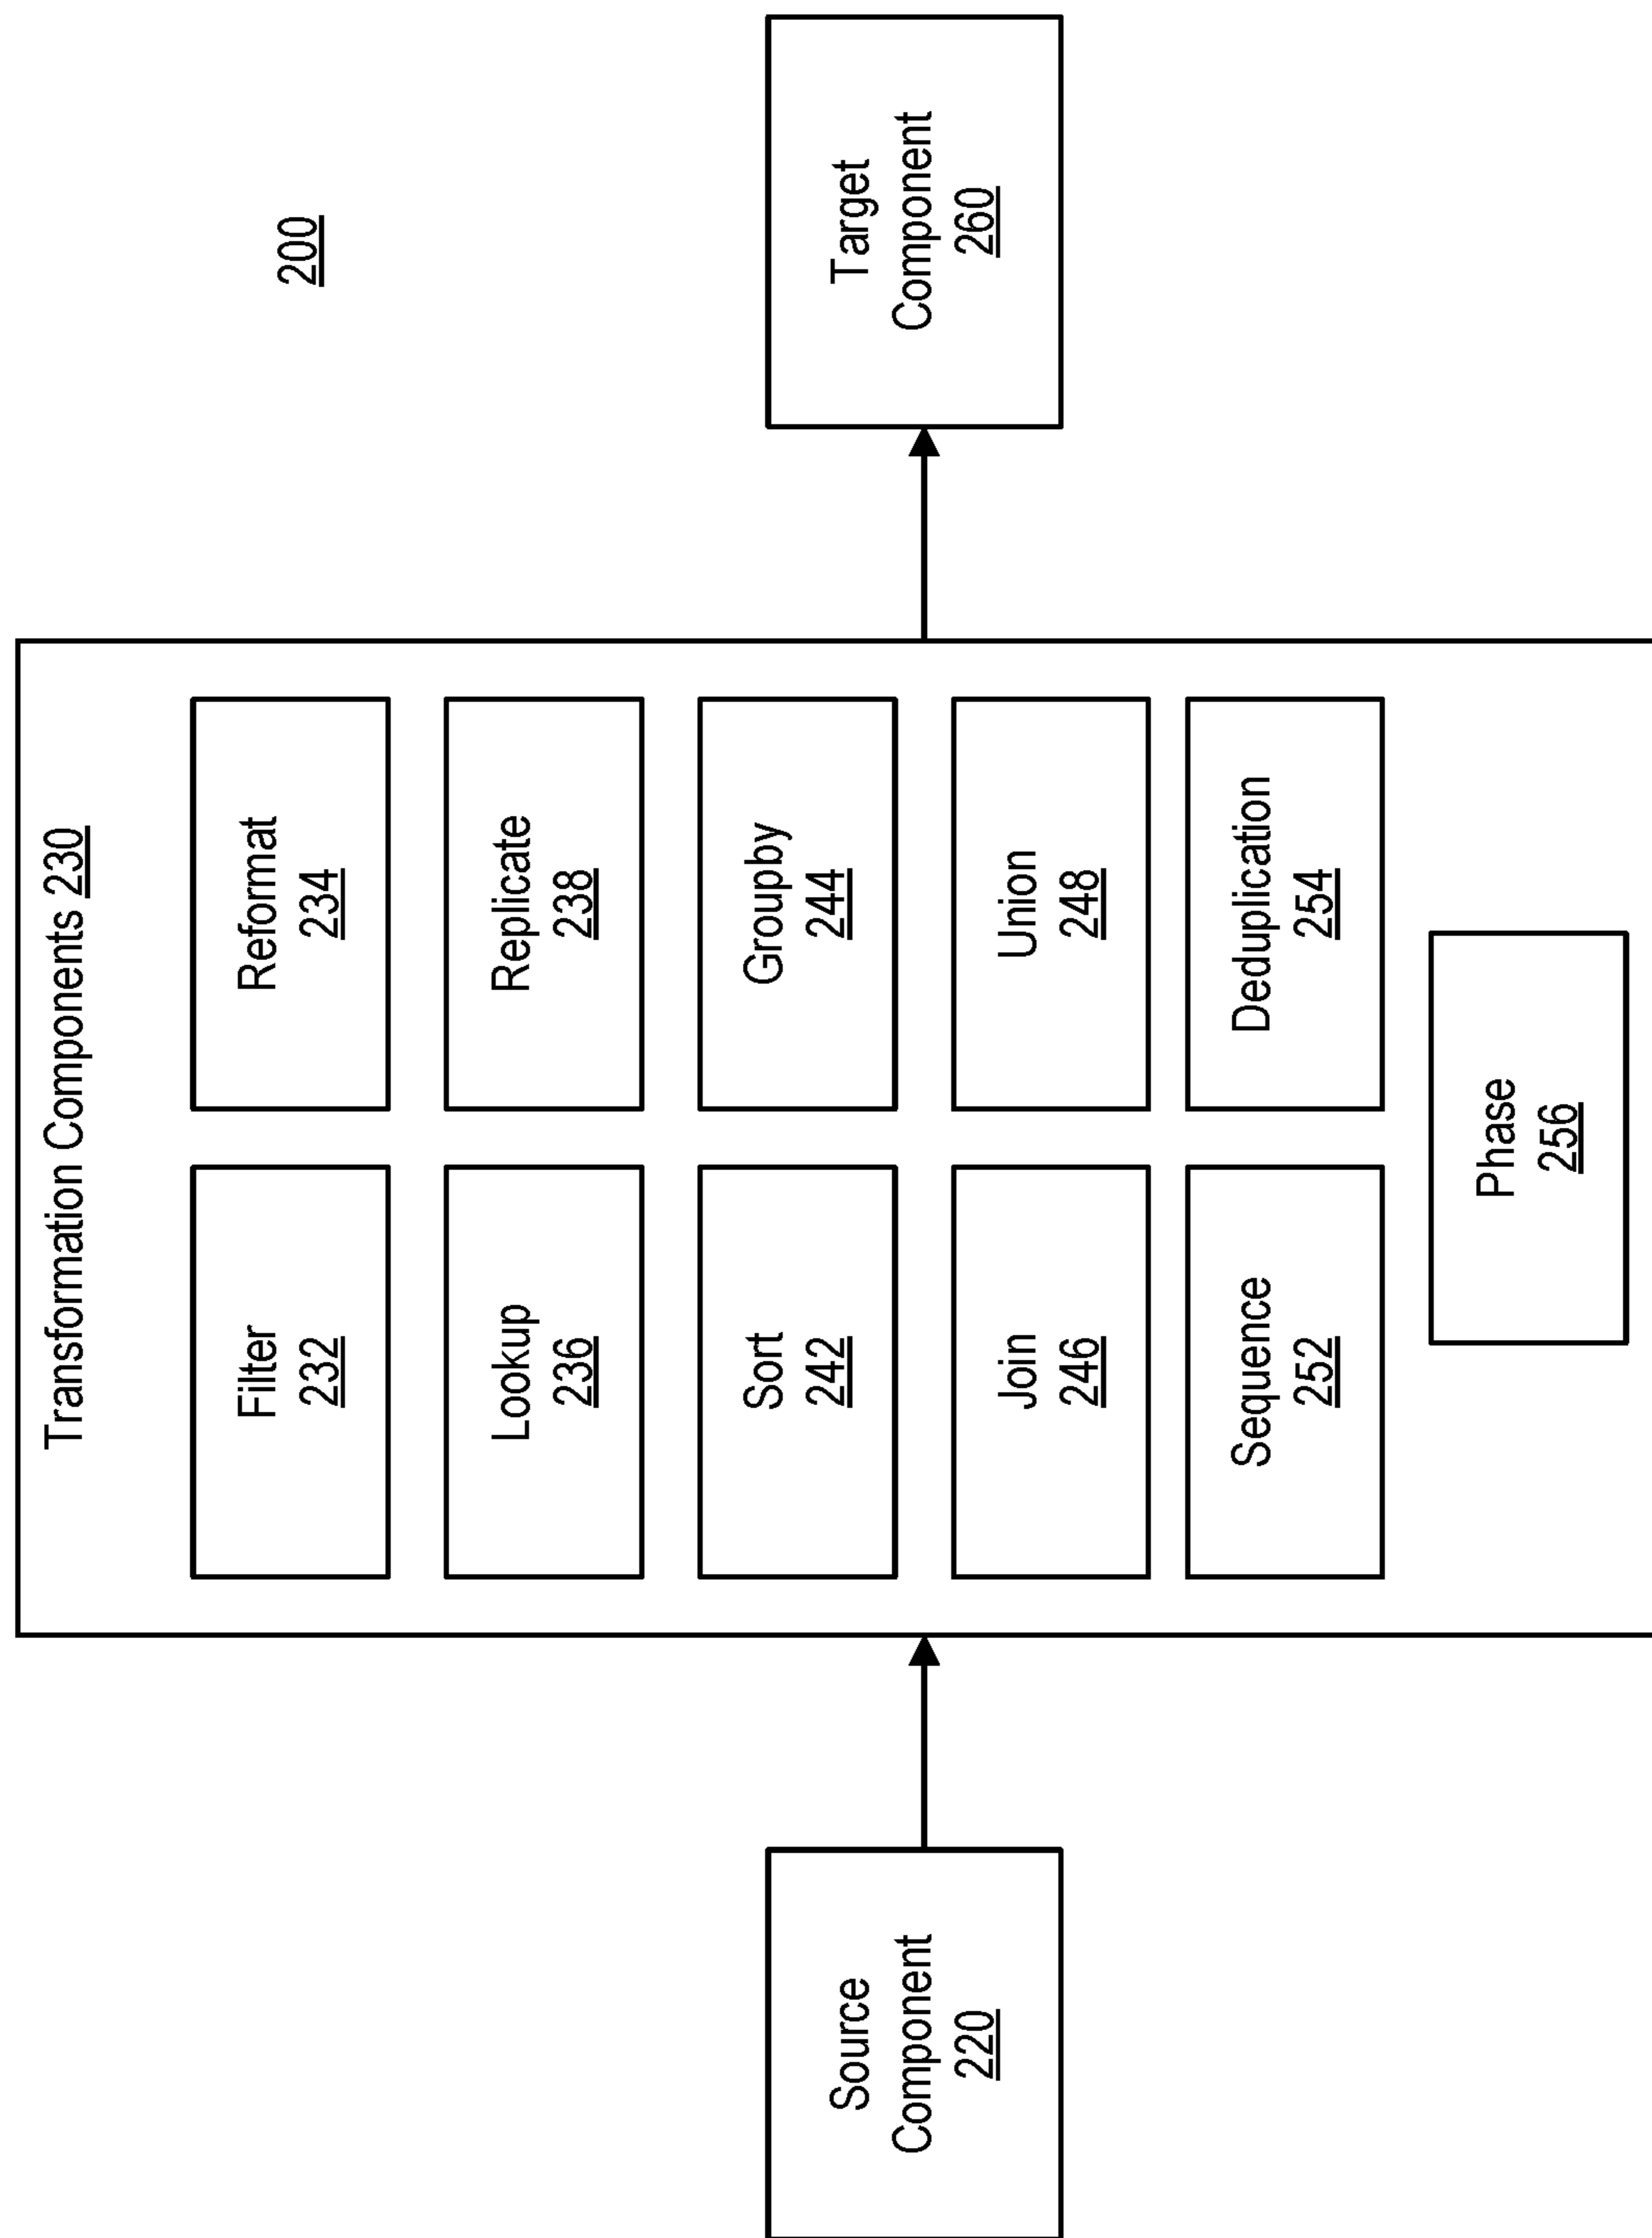 200
Source
Component
220
Transformation Components 230
Filter
232
Reformat
234
Lookup
236
Replicate
238
Sort
242
Groupby
244
Join
246
Union
248
Sequence
252
Deduplication
254
Phase
256
Target
Component
260